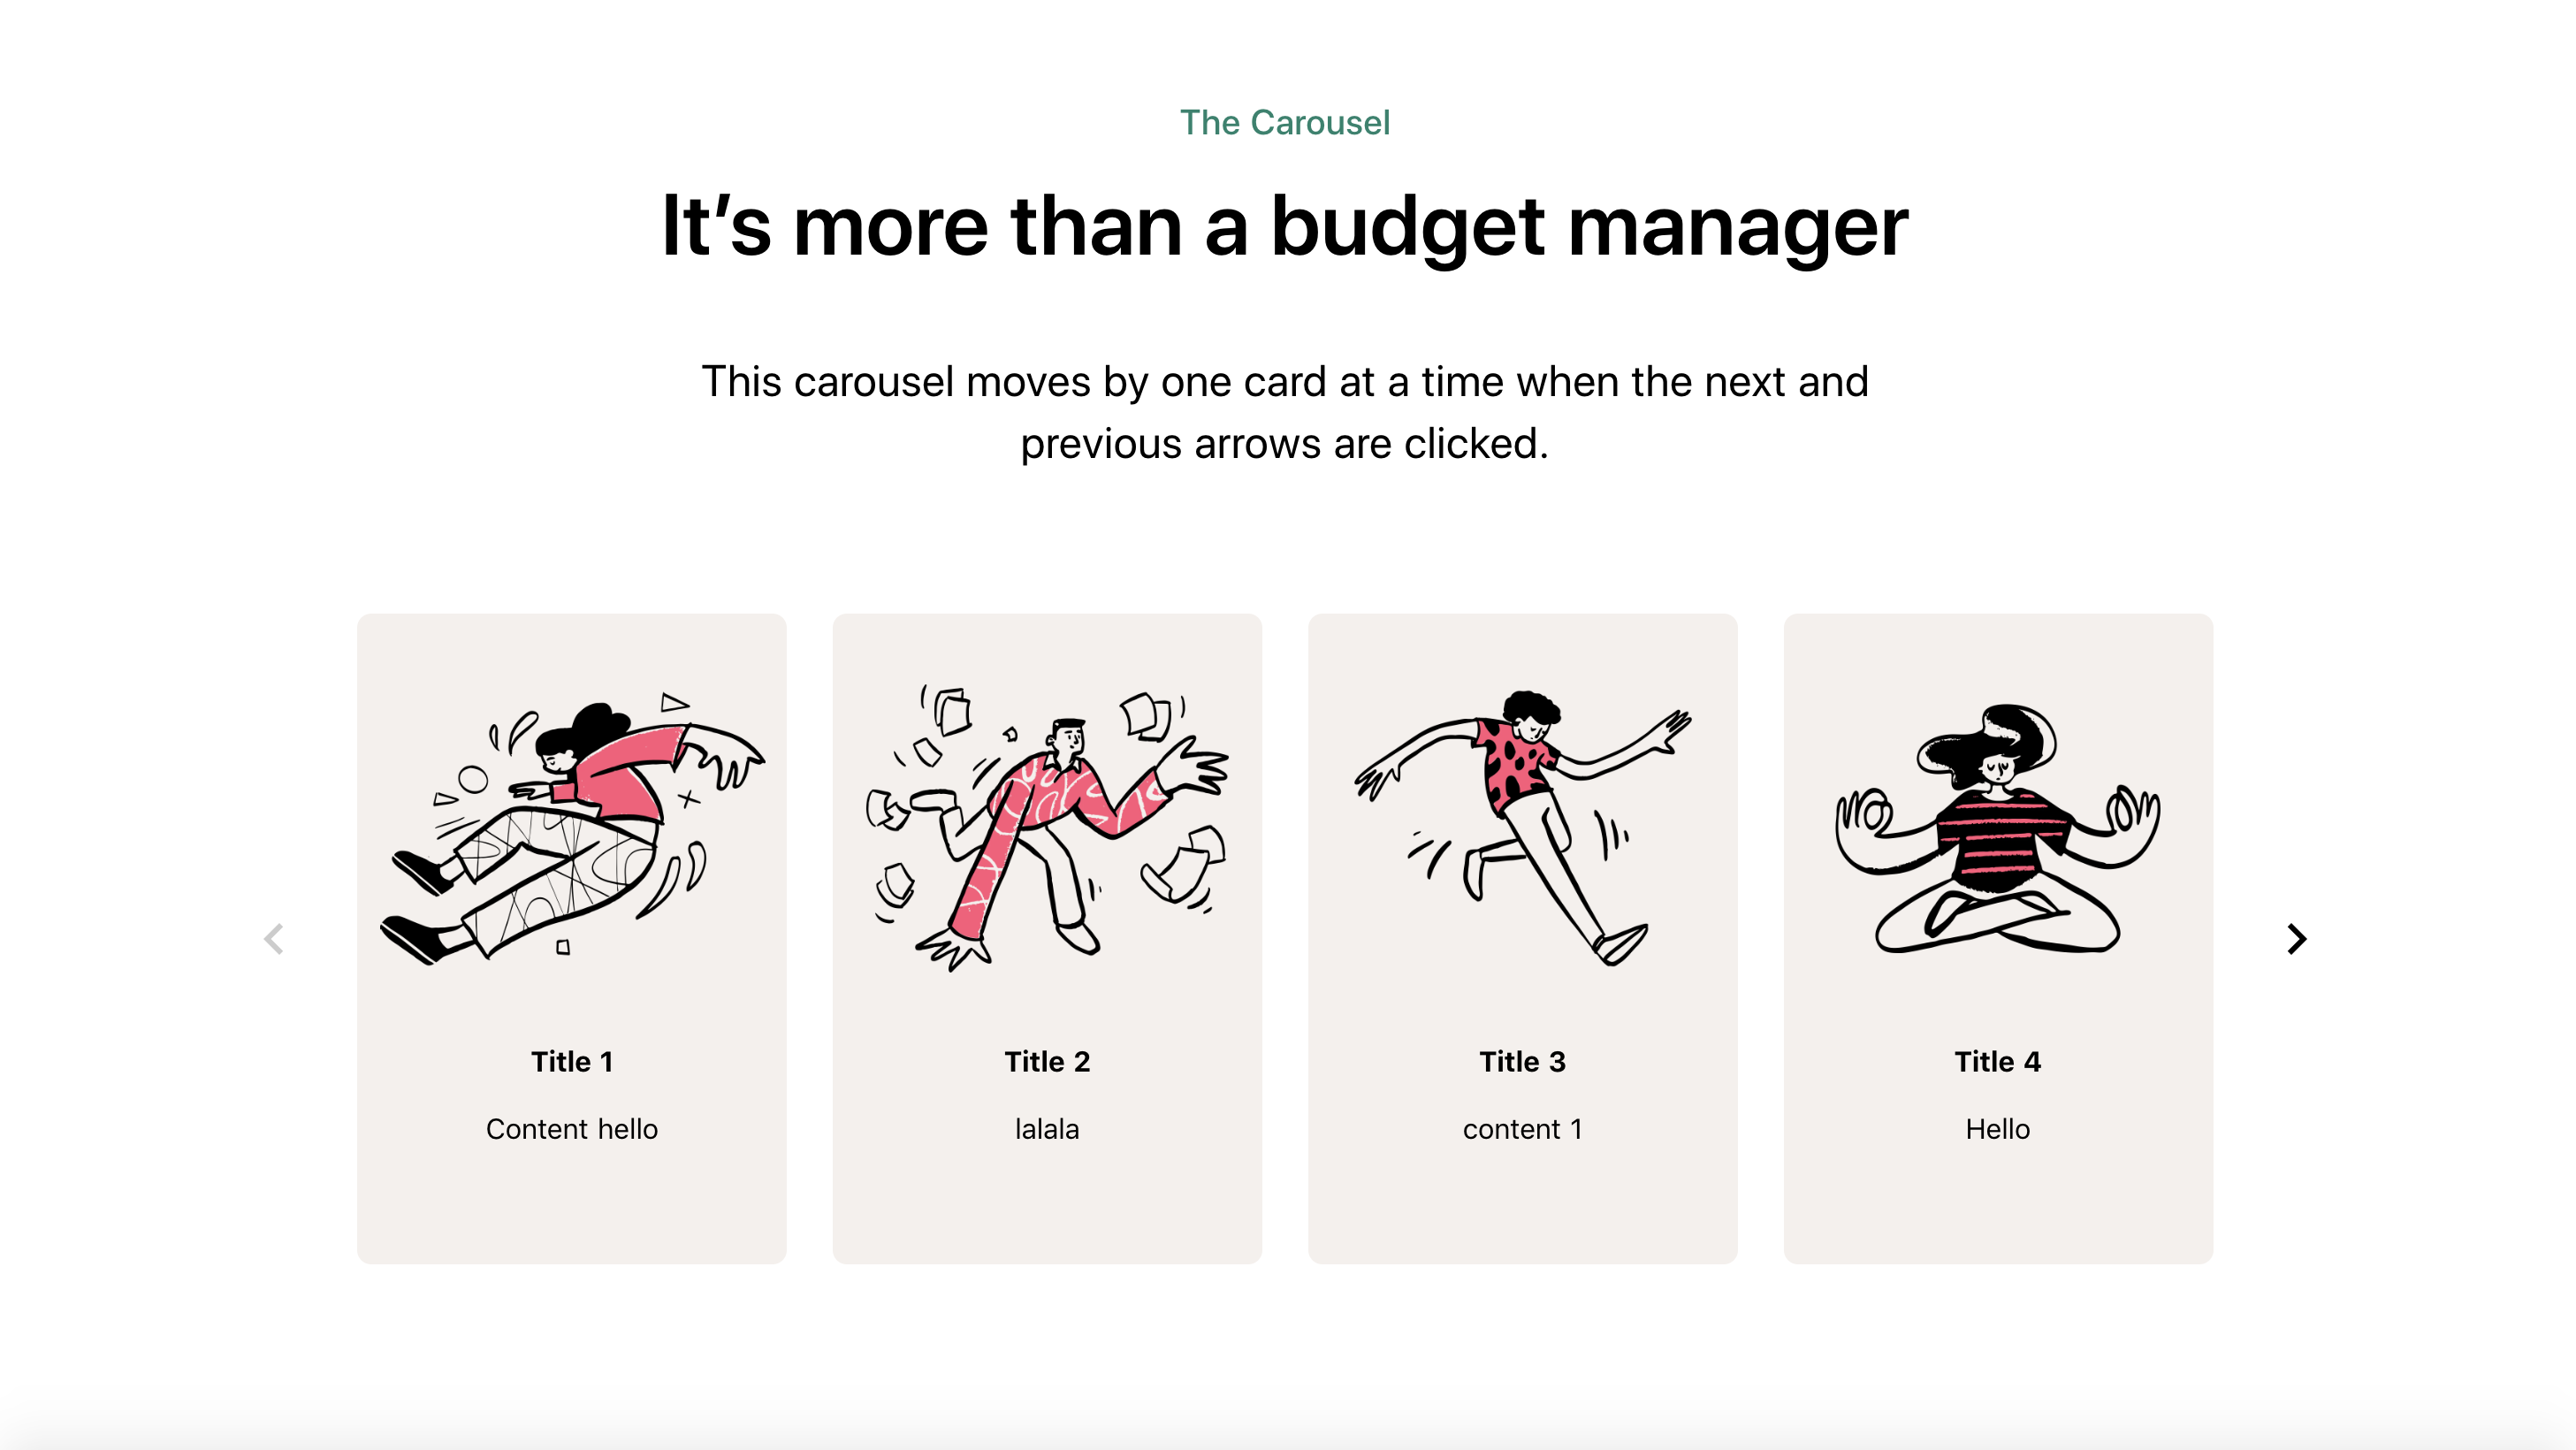 The Carousel
It’s more than a budget manager
This carousel moves by one card at a time when the next and
previous arrows are clicked.
Title 1
Content hello
Title 2
lalala
Title 3
content 1
Title 4
Hello